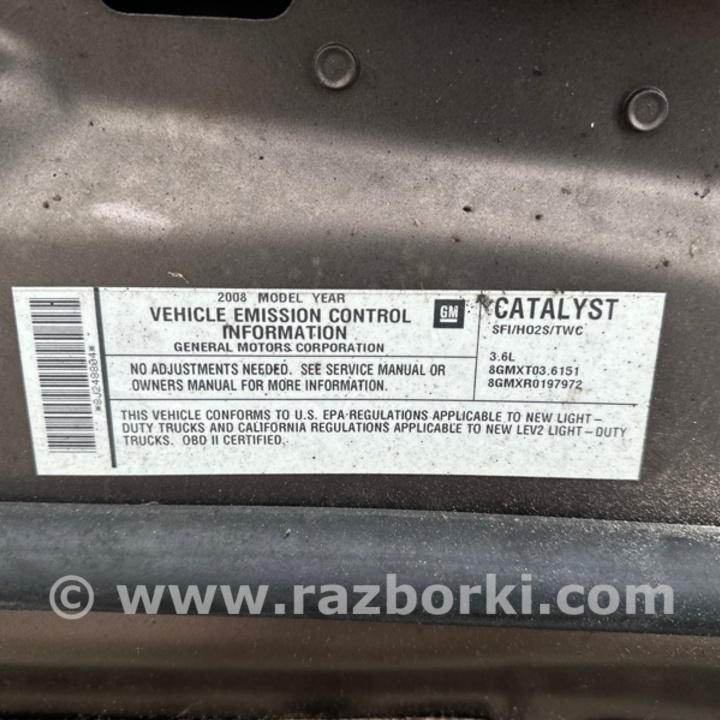 2008 MODEL YEAR
VEHICLE EMISSION CONTROL
INFORMATION
GENERAL MOTORS CORPORATION
GM
CATALYST
SFI/HO2S/TWC
NO ADJUSTMENTS NEEDED. SEE SERVICE MANUAL OR
OWNERS MANUAL FOR MORE INFORMATION.
3.6L
8GMXT03.6151
8GMXR0197972
THIS VEHICLE CONFORMS TO U.S. EPA REGULATIONS APPLICABLE TO NEW LIGHT-
DUTY TRUCKS AND CALIFORNIA REGULATIONS APPLICABLE TO NEW LEV2 LIGHT-DUTY
TRUCKS. OBD II CERTIFIED.
© www.razborki.com